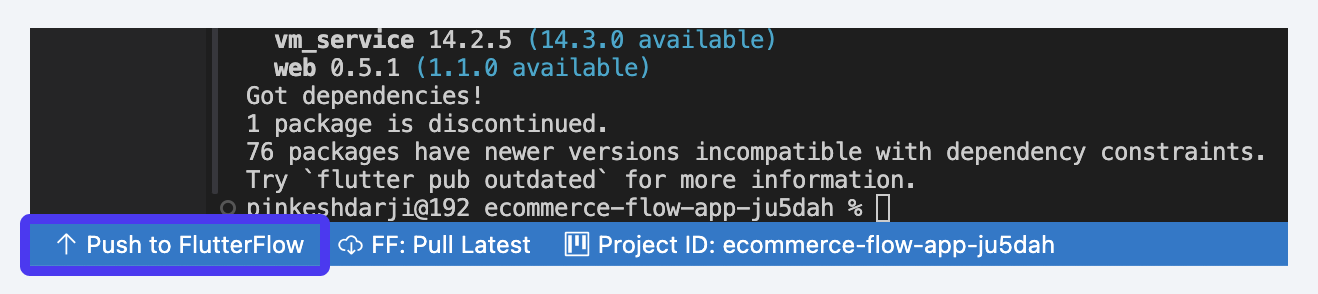 vm_service 14.2.5 (14.3.0 available)
web 0.5.1 (1.1.0 available)
Got dependencies!
1 package is discontinued.
76 packages have newer versions incompatible with dependency constraints.
Try `flutter pub outdated` for more information.
pinkeshdarji@192 ecommerce-flow-app-ju5dah %
↑ Push to FlutterFlow FF: Pull Latest Project ID: ecommerce-flow-app-ju5dah